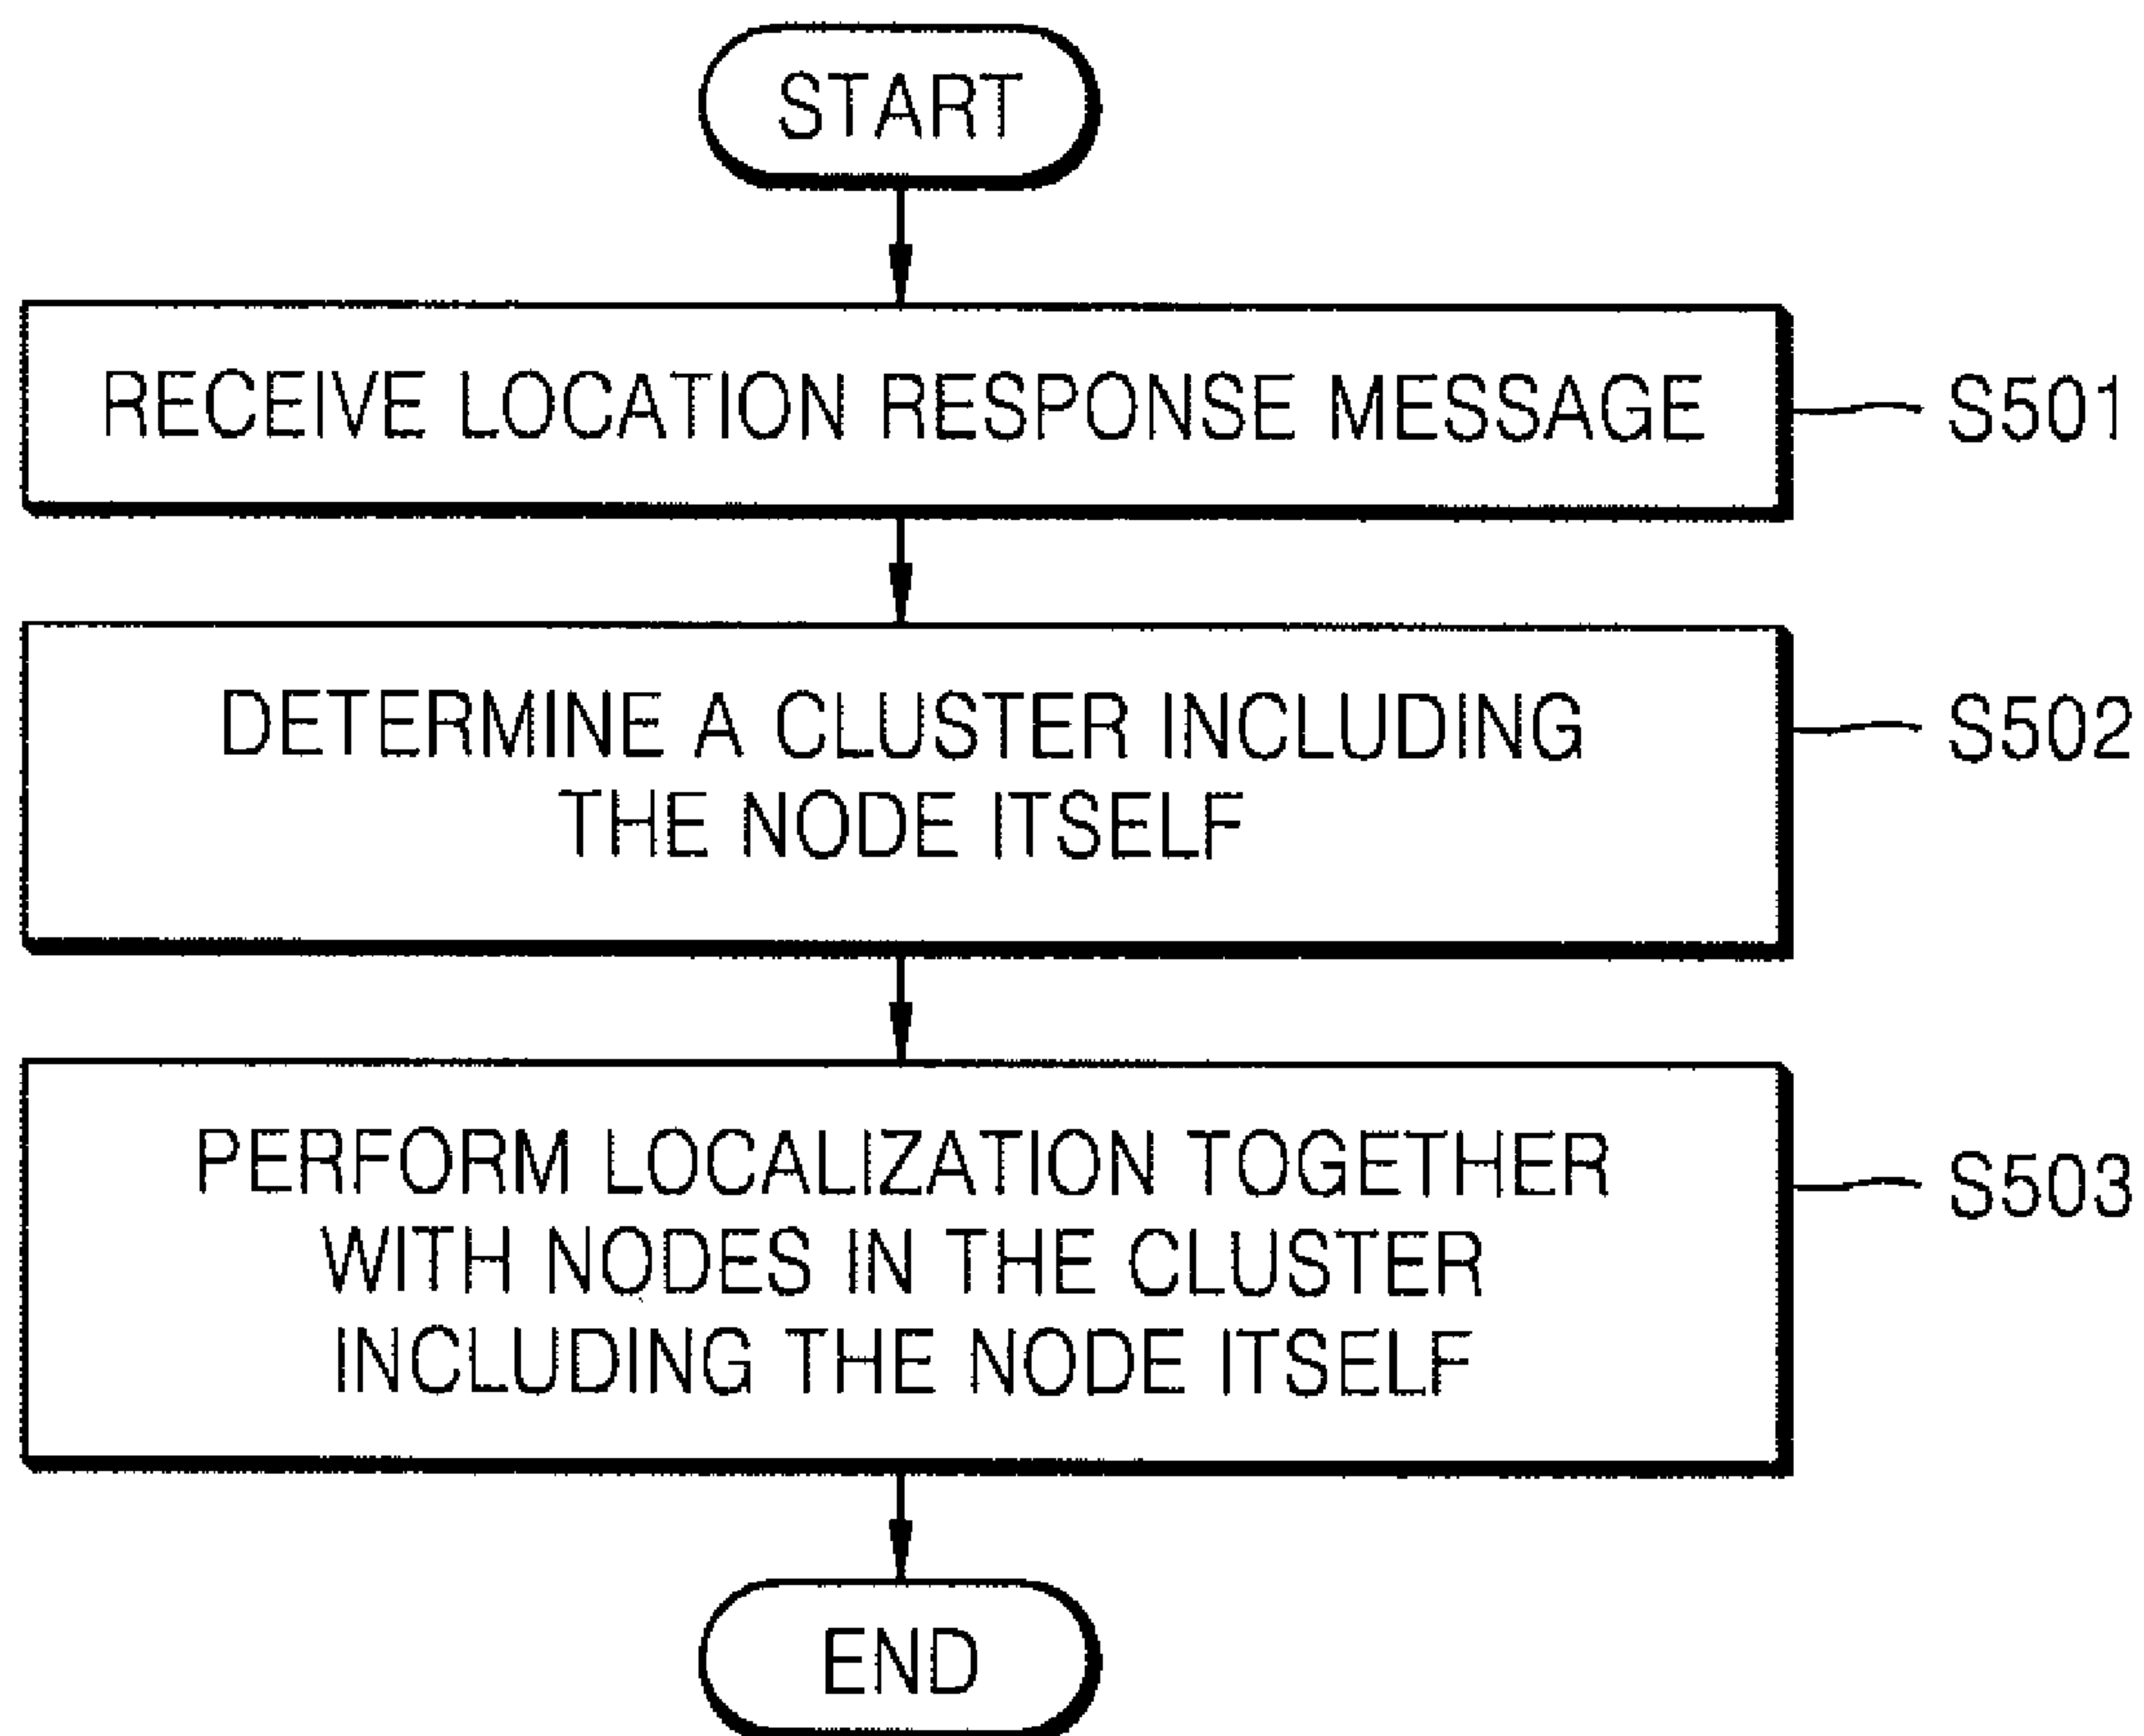 START
RECEIVE LOCATION RESPONSE MESSAGE
S501
DETERMINE A CLUSTER INCLUDING
THE NODE ITSELF
S502
PERFORM LOCALIZATION TOGETHER
WITH NODES IN THE CLUSTER
INCLUDING THE NODE ITSELF
S503
END